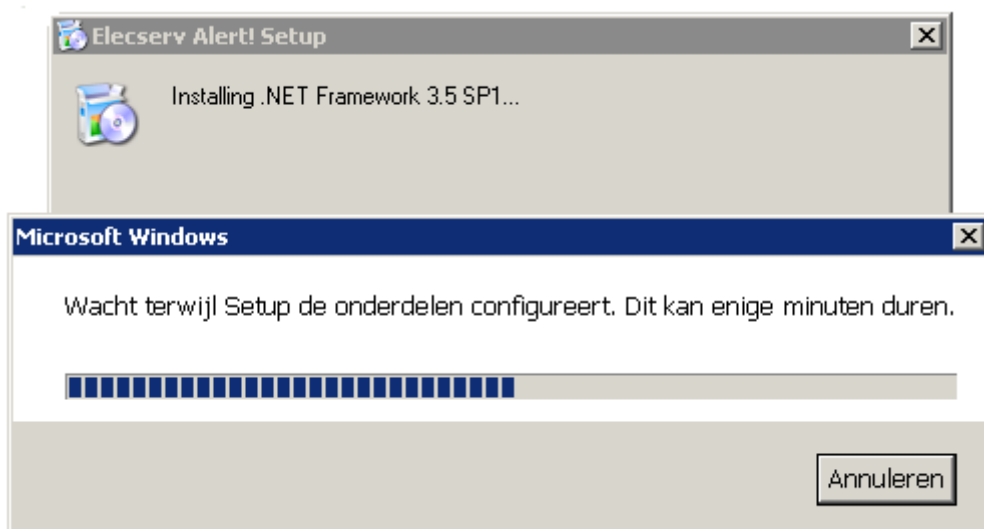 Elecserv Alert! Setup
Installing .NET Framework 3.5 SP1...
Microsoft Windows
Wacht terwijl Setup de onderdelen configureert. Dit kan enige minuten duren.
Annuleren